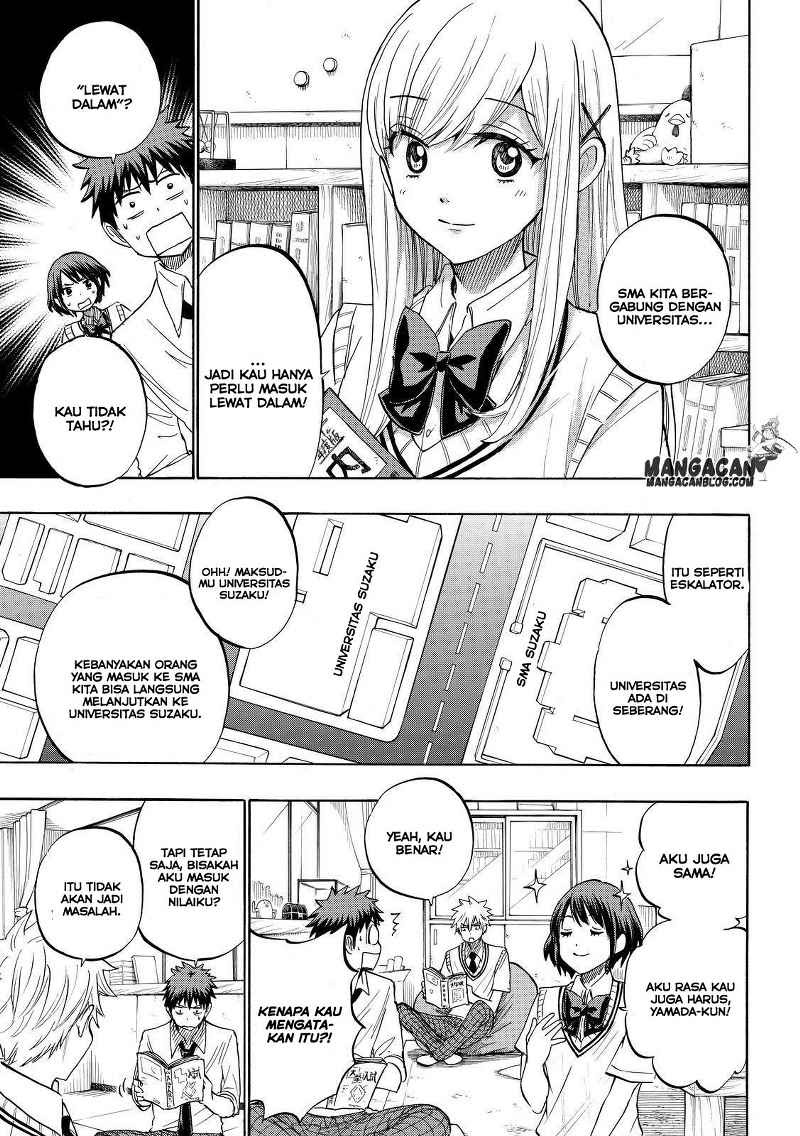 SMA KITA BER-
GABUNG DENGAN
UNIVERSITAS...
...
JADI KAU HANYA
PERLU MASUK
LEWAT DALAM!
"LEWAT
DALAM"?
KAU TIDAK
TAHU?!
内
MANGACAN
MANGACANBLOG.COM
ITU SEPERTI
ESKALATOR.
UNIVERSITAS
ADA DI
SEBERANG!
SMA SUZAKU
UNIVERSITAS SUZAKU
OHH! MAKSUD-
MU UNIVERSITAS
SUZAKU!
KEBANYAKAN ORANG
YANG MASUK KE SMA
KITA BISA LANGSUNG
MELANJUTKAN KE
UNIVERSITAS SUZAKU.
AKU JUGA
SAMA!
AKU RASA KAU
JUGA HARUS,
YAMADA-KUN!
YEAH, KAU
BENAR!
KENAPA KAU
MENGATA-
KAN ITU?!
TAPI TETAP
SAJA, BISAKAH
AKU MASUK
DENGAN
NILAIKU?
ITU TIDAK
AKAN JADI
MASALAH.